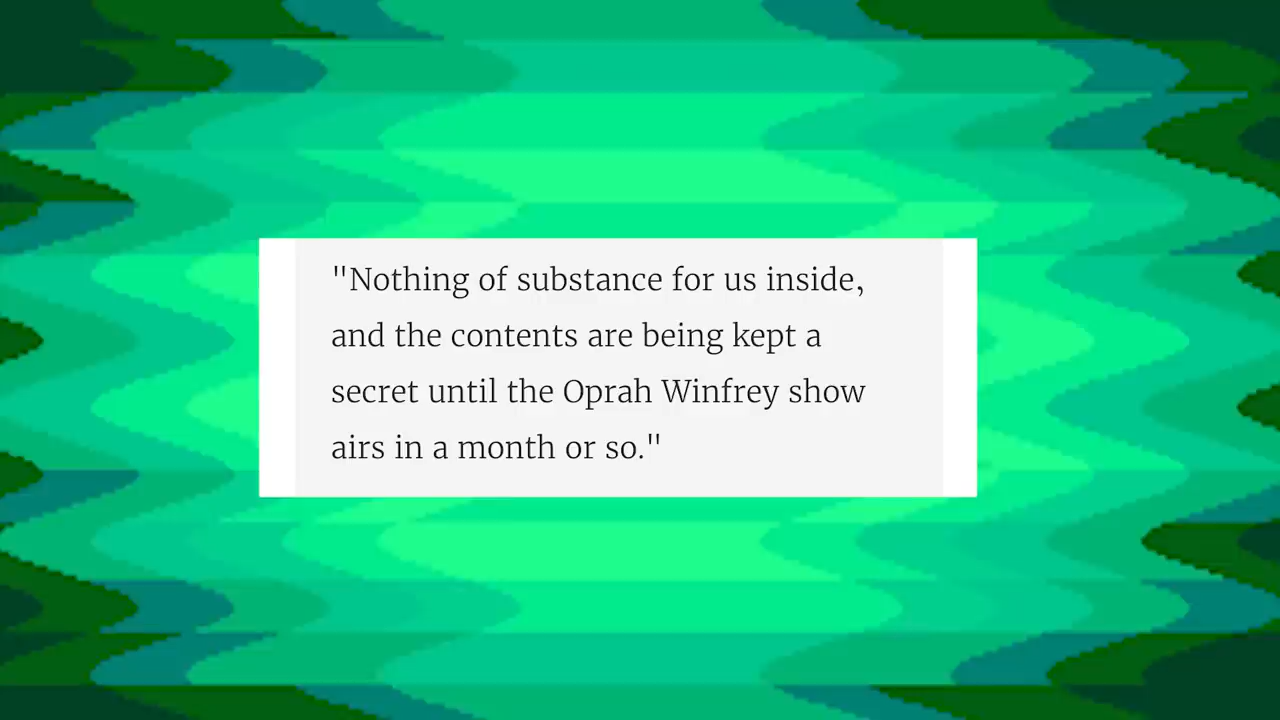 "Nothing of substance for us inside,
and the contents are being kept a
secret until the Oprah Winfrey show
airs in a month or so."